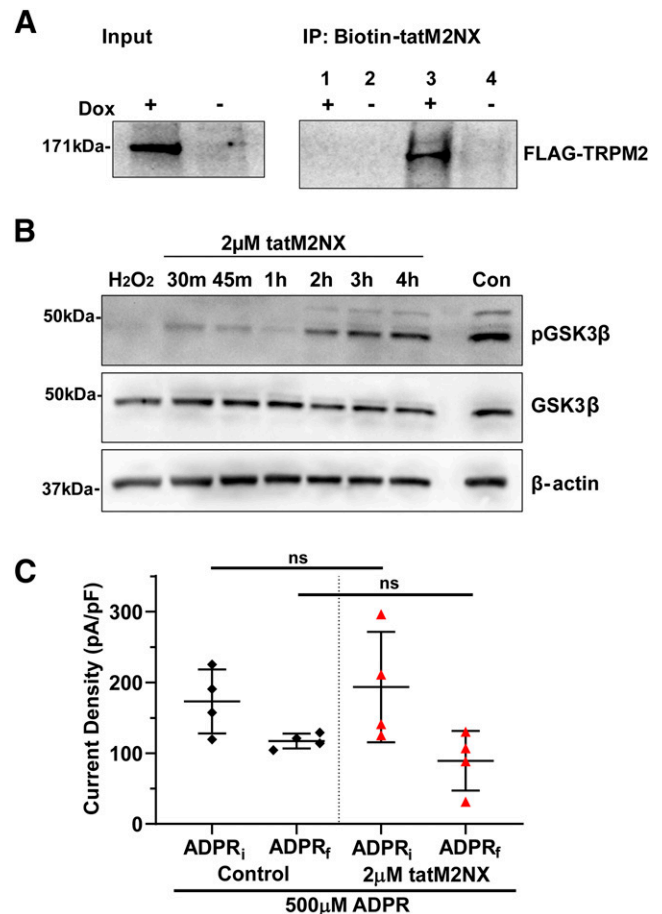 A
Input IP: Biotin-tatM2NX
1 2 3 4
Dox + - + - + -
171kDa- FLAG-TRPM2
B
2µM tatM2NX
H2O2 30m 45m 1h 2h 3h 4h Con
50kDa- pGSK3β
50kDa- GSK3β
37kDa- β-actin
C
ns
ns
Current Density (pA/pF)
300
200
100
0
ADPRi ADPRf ADPRi ADPRf
Control 2µM tatM2NX
500µM ADPR